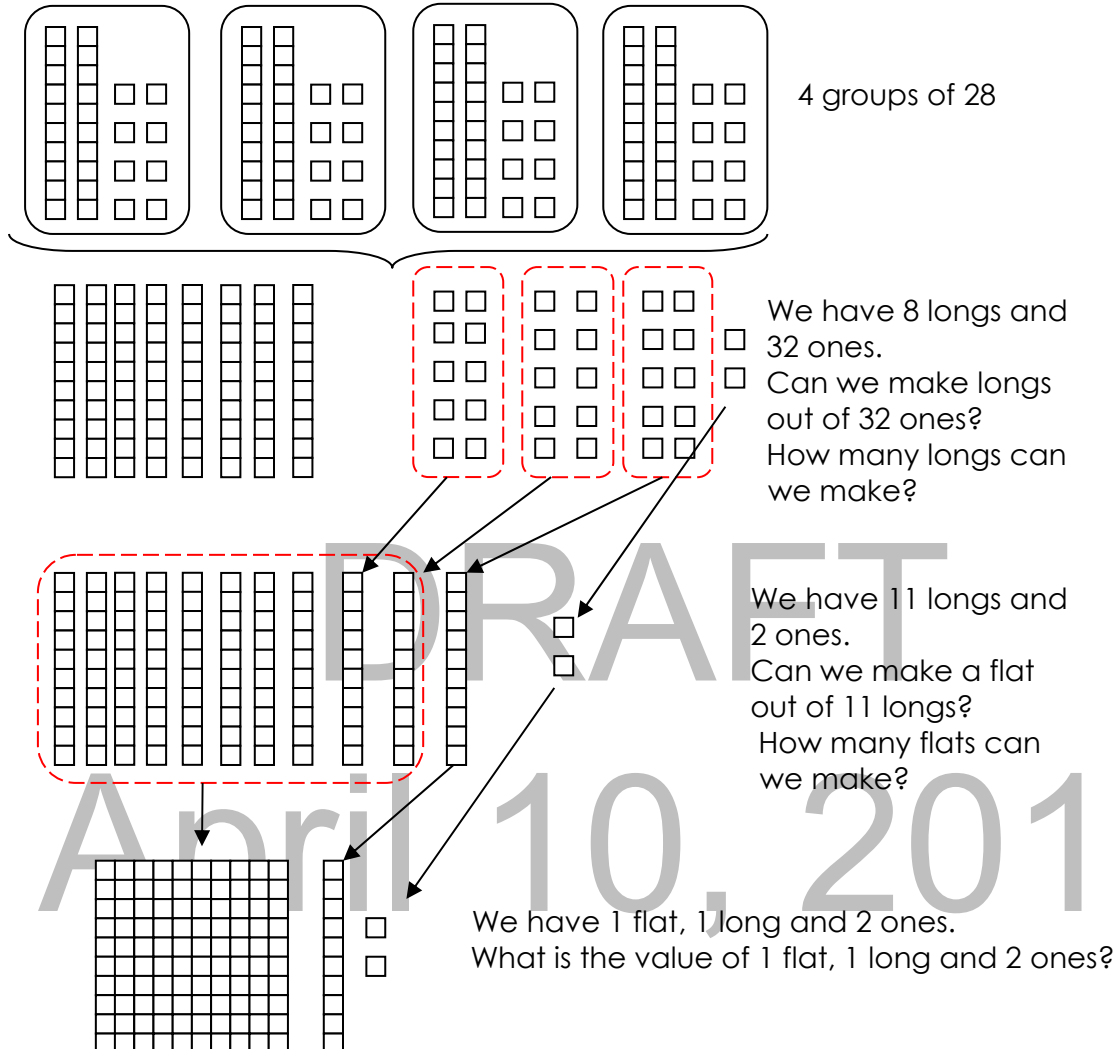 4 groups of 28
We have 8 longs and
32 ones.
Can we make longs
out of 32 ones?
How many longs can
we make?
DRAFT
We have 11 longs and
2 ones.
Can we make a flat
out of 11 longs?
How many flats can
we make?
April 10, 201
We have 1 flat, 1 long and 2 ones.
What is the value of 1 flat, 1 long and 2 ones?